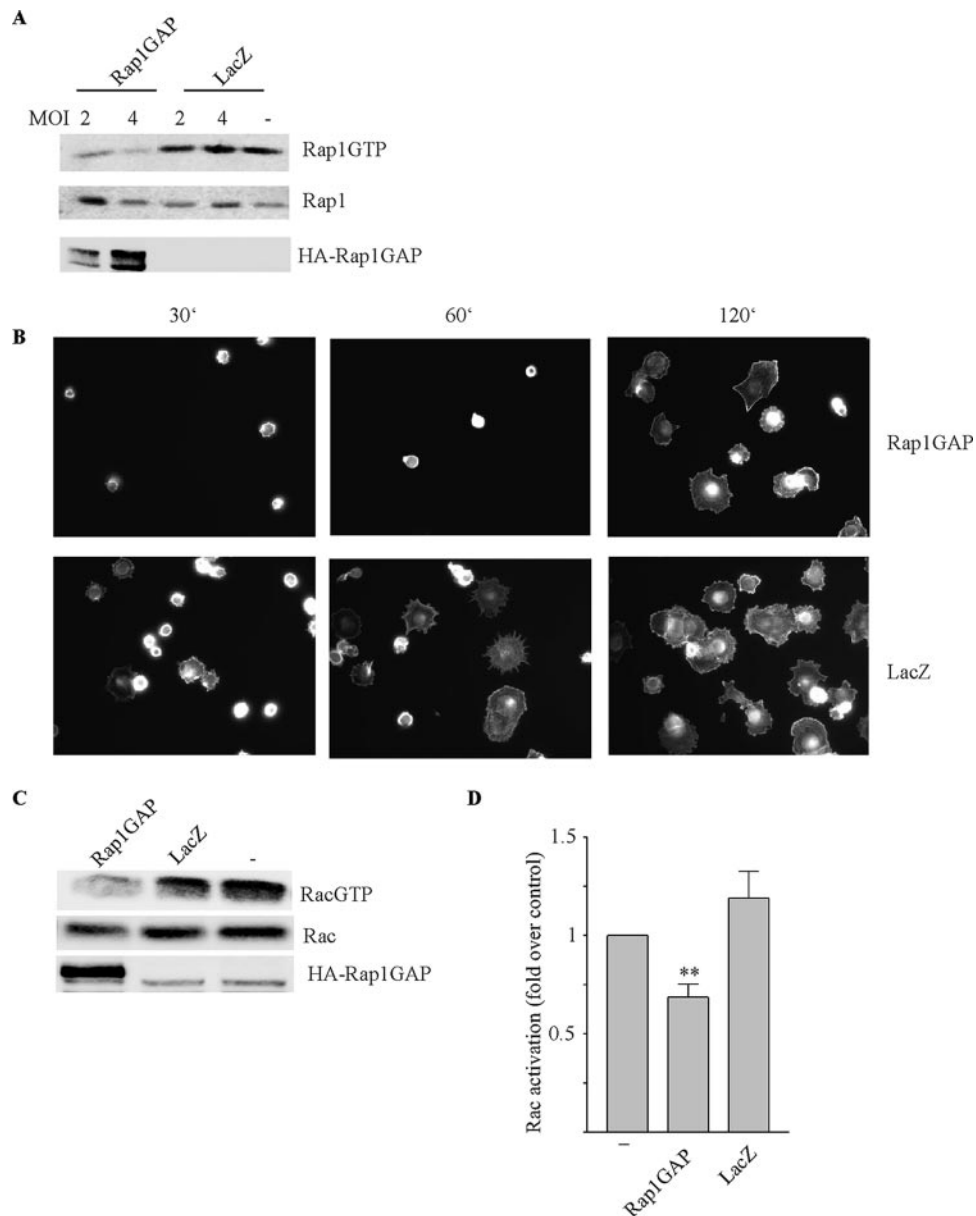 A
Rap1GAP LacZ
MOI 2 4 2 4 -
Rap1GTP
Rap1
HA-Rap1GAP
30‘ 60‘ 120‘
B
Rap1GAP
LacZ
C
Rap1GAP LacZ -
RacGTP
Rac
HA-Rap1GAP
D
Rac activation (fold over control)
1.5
1
0.5
**
– Rap1GAP LacZ